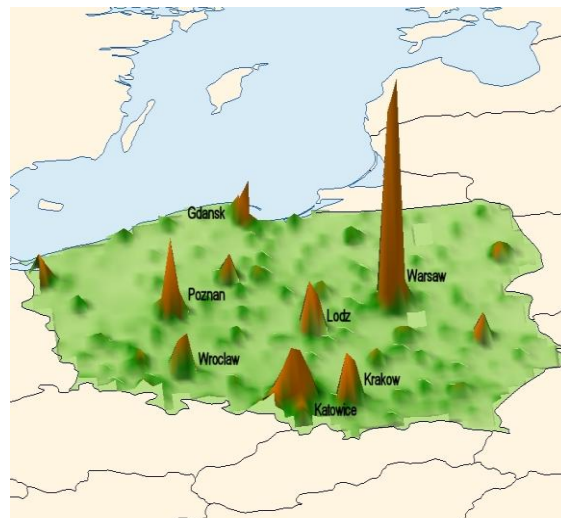 Gdansk
Warsaw
Poznan
Lodz
Wroclaw
Krakow
Katowice